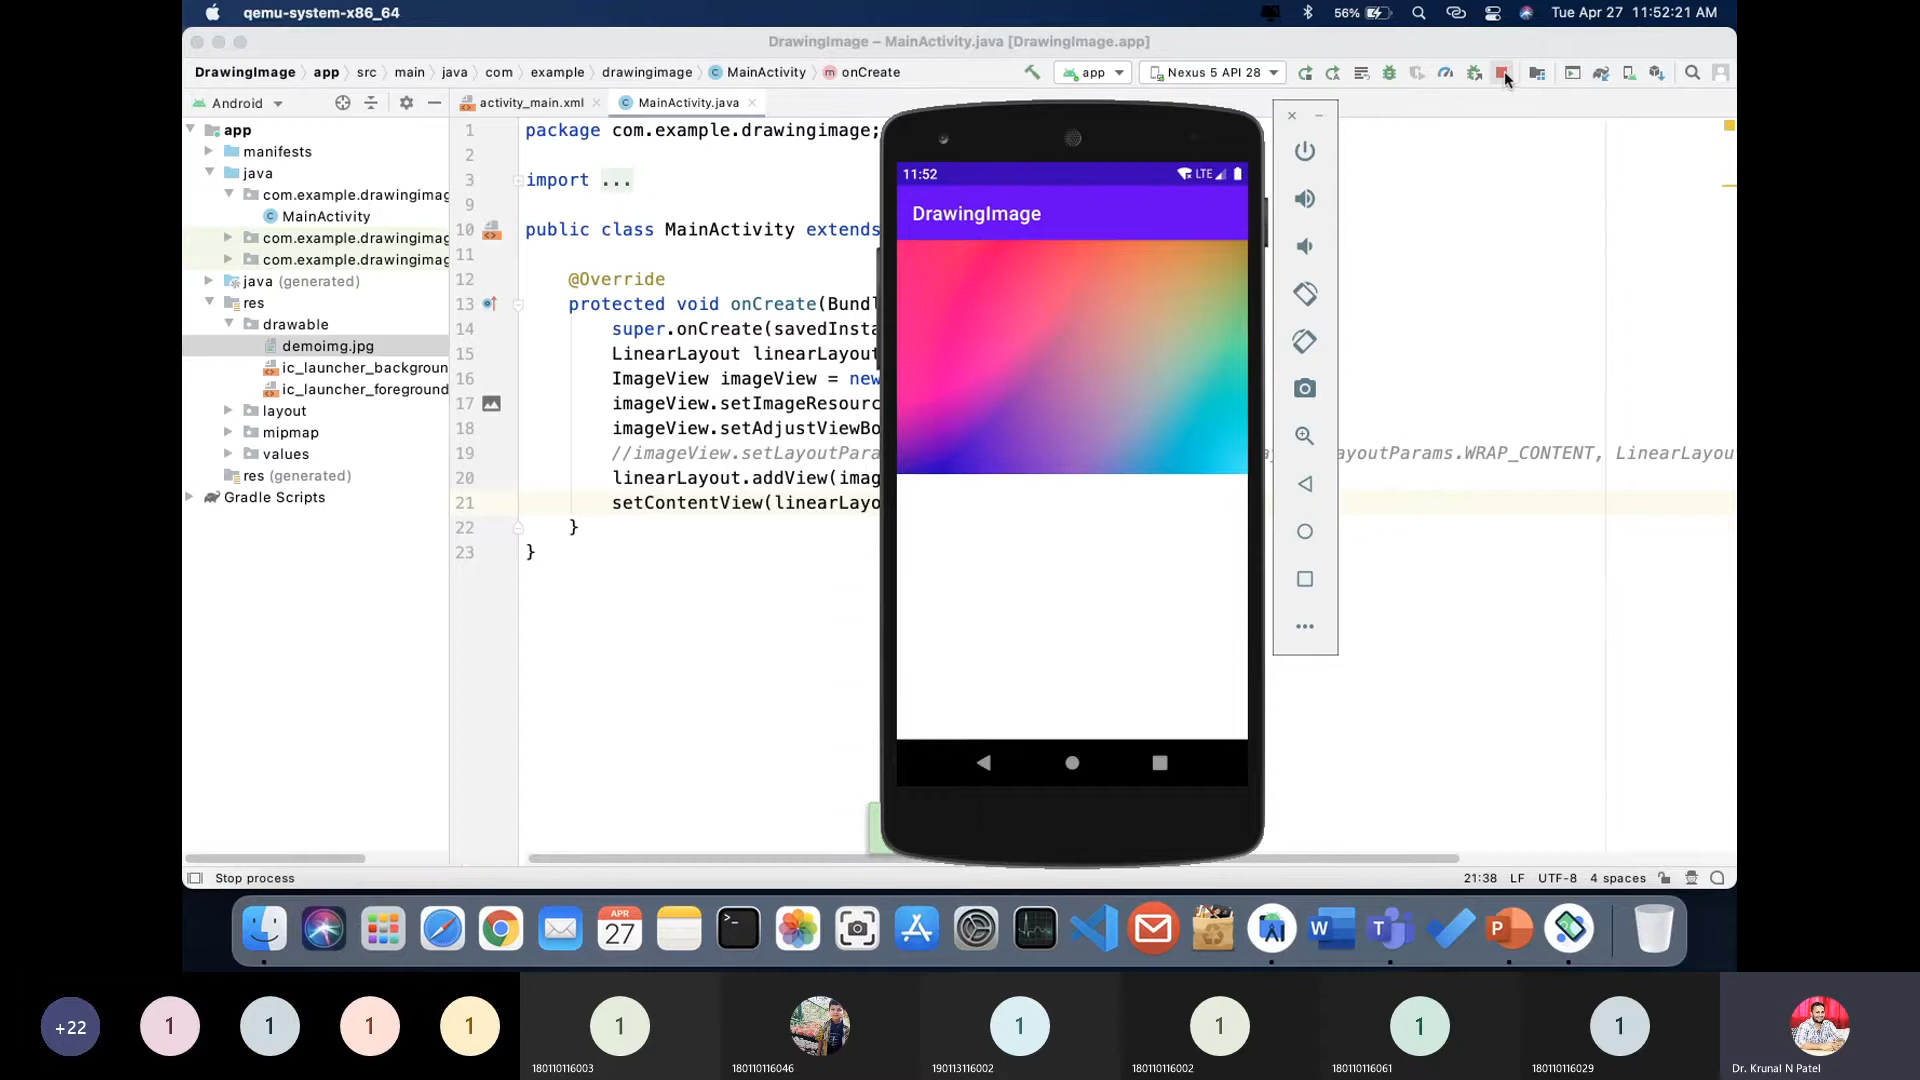 qemu-system-x86_64
56%
Tue Apr 27 11:52:21 AM
DrawingImage – MainActivity.java [DrawingImage.app]
DrawingImage
app
src
main
java
com
example
drawingimage
MainActivity
onCreate
app
Nexus 5 API 28
Android
activity_main.xml
MainActivity.java
app
manifests
java
com.example.drawingimag
MainActivity
com.example.drawingimag
com.example.drawingimag
java (generated)
res
drawable
demoimg.jpg
ic_launcher_backgroun
ic_launcher_foreground
layout
mipmap
values
res (generated)
Gradle Scripts
1 package com.example.drawingimage;
2
3 import ...
9
10 public class MainActivity extends
11
12 @Override
13 protected void onCreate(Bundl
14 super.onCreate(savedInsta
15 LinearLayout linearLayout
16 ImageView imageView = new
17 imageView.setImageResourc
18 imageView.setAdjustViewBo
19 //imageView.setLayoutPara ayoutParams.WRAP_CONTENT, LinearLayou
20 linearLayout.addView(imag
21 setContentView(linearLayo
22 }
23 }
11:52
LTE
DrawingImage
Stop process
21:38 LF UTF-8 4 spaces
APR
27
W
T
P
+22
1
1
1
1
1
180110116003
180110116046
1
190113116002
1
180110116002
1
180110116061
1
180110116029
Dr. Krunal N Patel